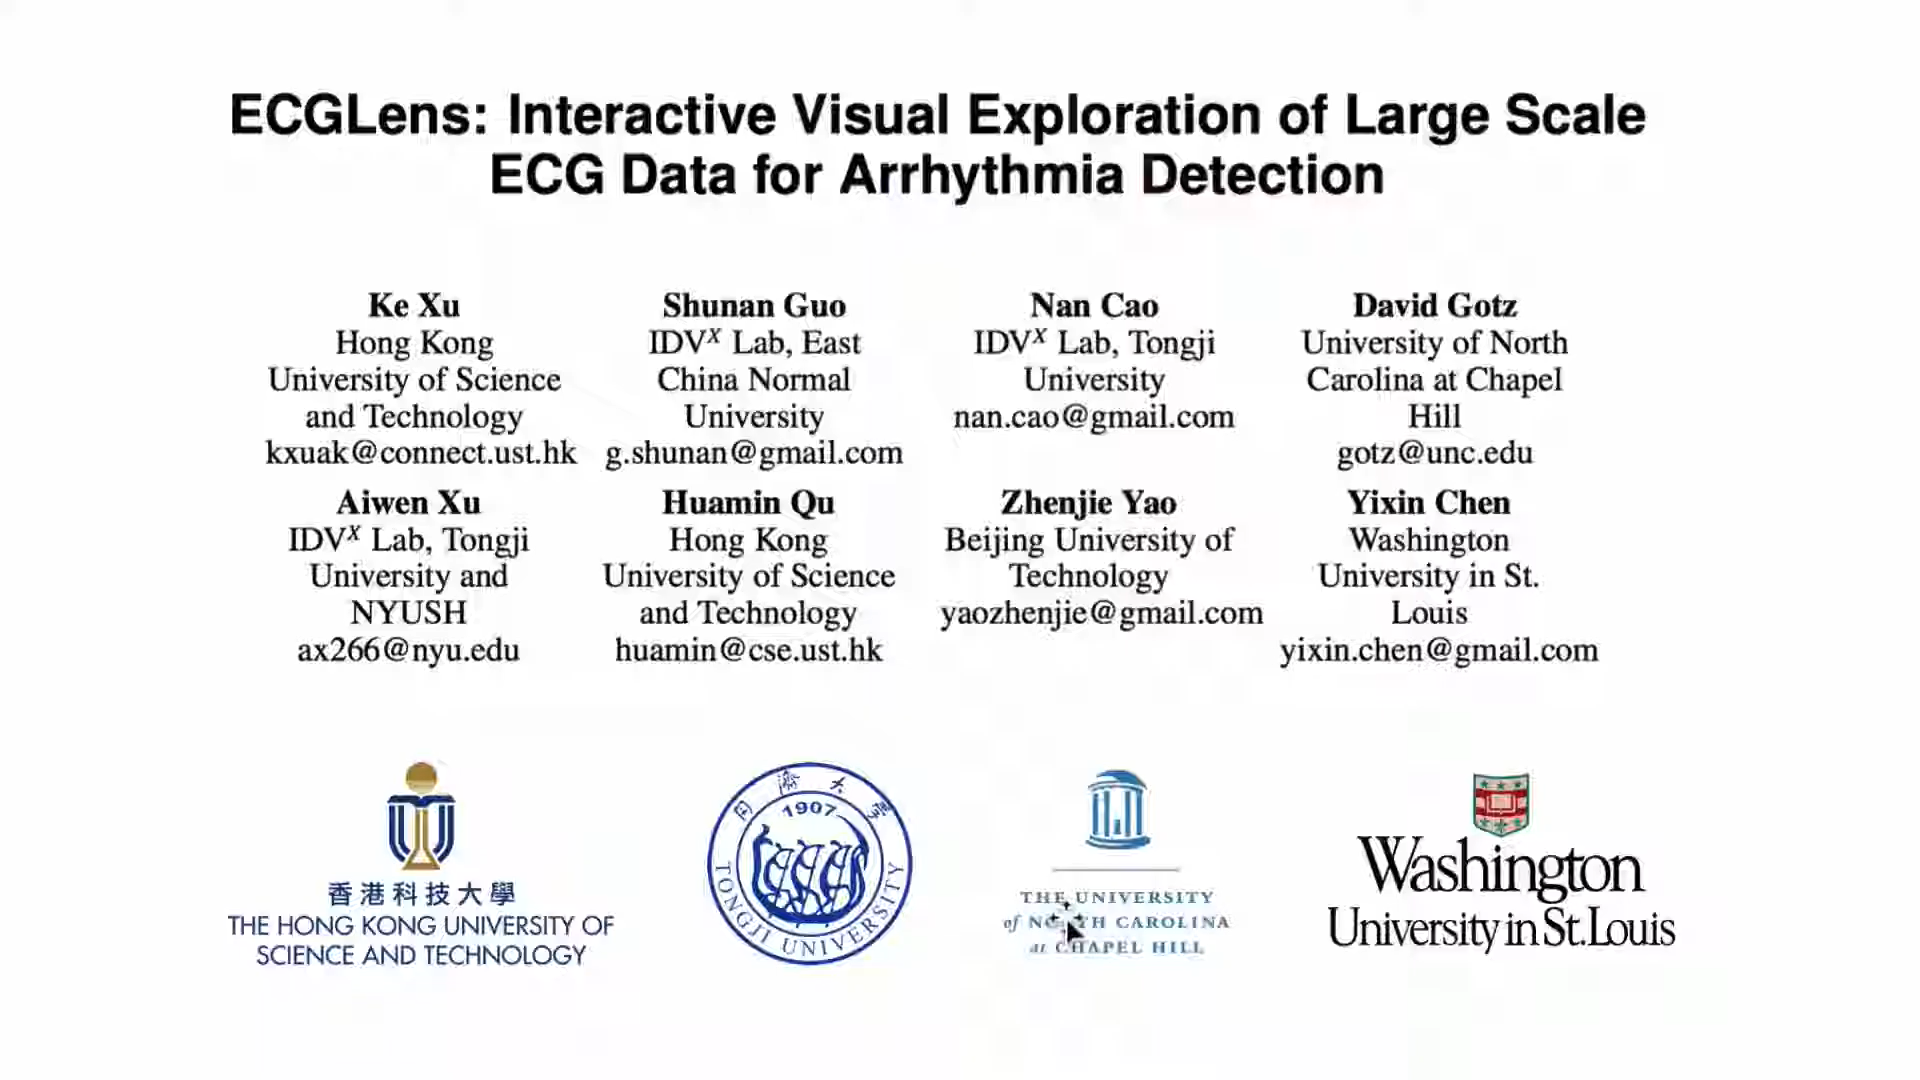 ECGLens: Interactive Visual Exploration of Large Scale
ECG Data for Arrhythmia Detection
Ke Xu
Hong Kong
University of Science
and Technology
kxuak@connect.ust.hk
Shunan Guo
IDVX Lab, East
China Normal
University
g.shunan@gmail.com
Nan Cao
IDVX Lab, Tongji
University
nan.cao@gmail.com
David Gotz
University of North
Carolina at Chapel
Hill
gotz@unc.edu
Aiwen Xu
IDVX Lab, Tongji
University and
NYUSH
ax266@nyu.edu
Huamin Qu
Hong Kong
University of Science
and Technology
huamin@cse.ust.hk
Zhenjie Yao
Beijing University of
Technology
yaozhenjie@gmail.com
Yixin Chen
Washington
University in St.
Louis
yixin.chen@gmail.com
香港科技大學
THE HONG KONG UNIVERSITY OF
SCIENCE AND TECHNOLOGY
同濟大學
1907
TONGJI UNIVERSITY
THE UNIVERSITY
of NORTH CAROLINA
at CHAPEL HILL
Washington
University in St. Louis